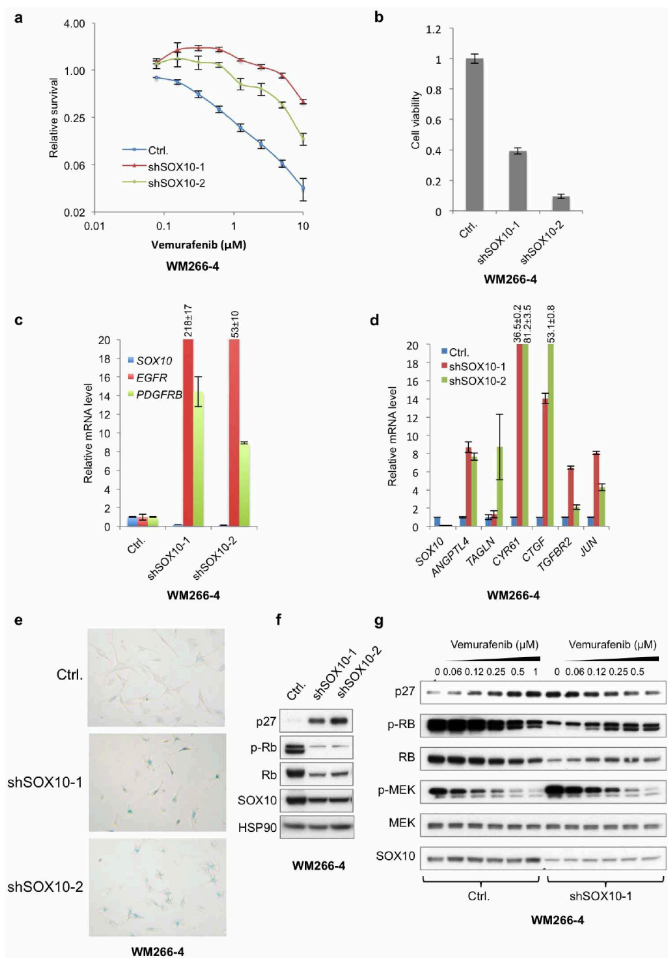 a
4.00
1.00
0.25
0.06
0.02
Relative survival
Ctrl.
shSOX10-1
shSOX10-2
0.01 0.1 1 10
Vemurafenib (µM)
WM266-4
b
1.2
1
0.8
0.6
0.4
0.2
0
Cell viability
Ctrl.
shSOX10-1
shSOX10-2
WM266-4
c
218±17
53±10
20
18
16
14
12
10
8
6
4
2
0
Relative mRNA level
SOX10
EGFR
PDGFRB
Ctrl.
shSOX10-1
shSOX10-2
WM266-4
d
36.5±0.2
81.2±3.5
53.1±0.8
20
18
16
14
12
10
8
6
4
2
0
Relative mRNA level
Ctrl.
shSOX10-1
shSOX10-2
SOX10
ANGPTL4
TAGLN
CYR61
CTGF
TGFBR2
JUN
WM266-4
e
Ctrl.
shSOX10-1
shSOX10-2
WM266-4
f
Ctrl.
shSOX10-1
shSOX10-2
p27
p-Rb
Rb
SOX10
HSP90
WM266-4
g
Vemurafenib (µM) Vemurafenib (µM)
0 0.06 0.12 0.25 0.5 1 0 0.06 0.12 0.25 0.5
p27
p-RB
RB
p-MEK
MEK
SOX10
Ctrl. shSOX10-1
WM266-4